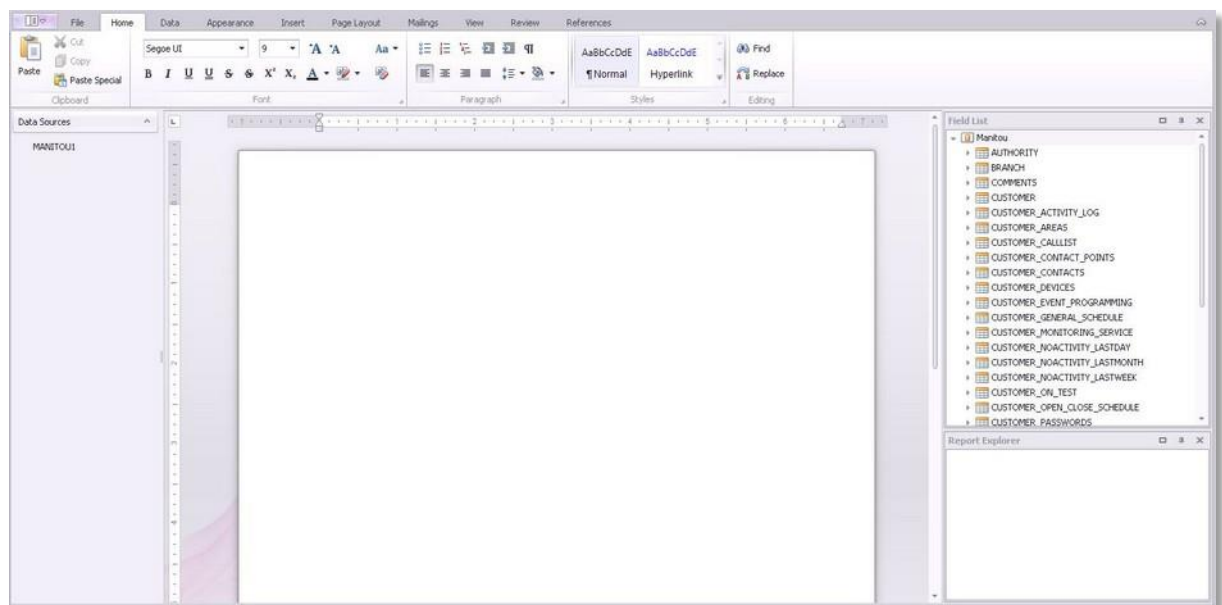 File Home Data Appearance Insert Page Layout Mailings View Review References
Cut
Copy
Paste
Paste Special
Clipboard
Segoe UI 9 A A Aa
B I U U S S X X A
Font
Paragraph
AaBbCcDdE AaBbCcDdE
¶Normal Hyperlink
Styles
Find
Replace
Editing
Data Sources
MANITOU1
Field List
Manitou
AUTHORITY
BRANCH
COMMENTS
CUSTOMER
CUSTOMER_ACTIVITY_LOG
CUSTOMER_AREAS
CUSTOMER_CALLLIST
CUSTOMER_CONTACT_POINTS
CUSTOMER_CONTACTS
CUSTOMER_DEVICES
CUSTOMER_EVENT_PROGRAMMING
CUSTOMER_GENERAL_SCHEDULE
CUSTOMER_MONITORING_SERVICE
CUSTOMER_NOACTIVITY_LASTDAY
CUSTOMER_NOACTIVITY_LASTMONTH
CUSTOMER_NOACTIVITY_LASTWEEK
CUSTOMER_ON_TEST
CUSTOMER_OPEN_CLOSE_SCHEDULE
CUSTOMER_PASSWORDS
Report Explorer